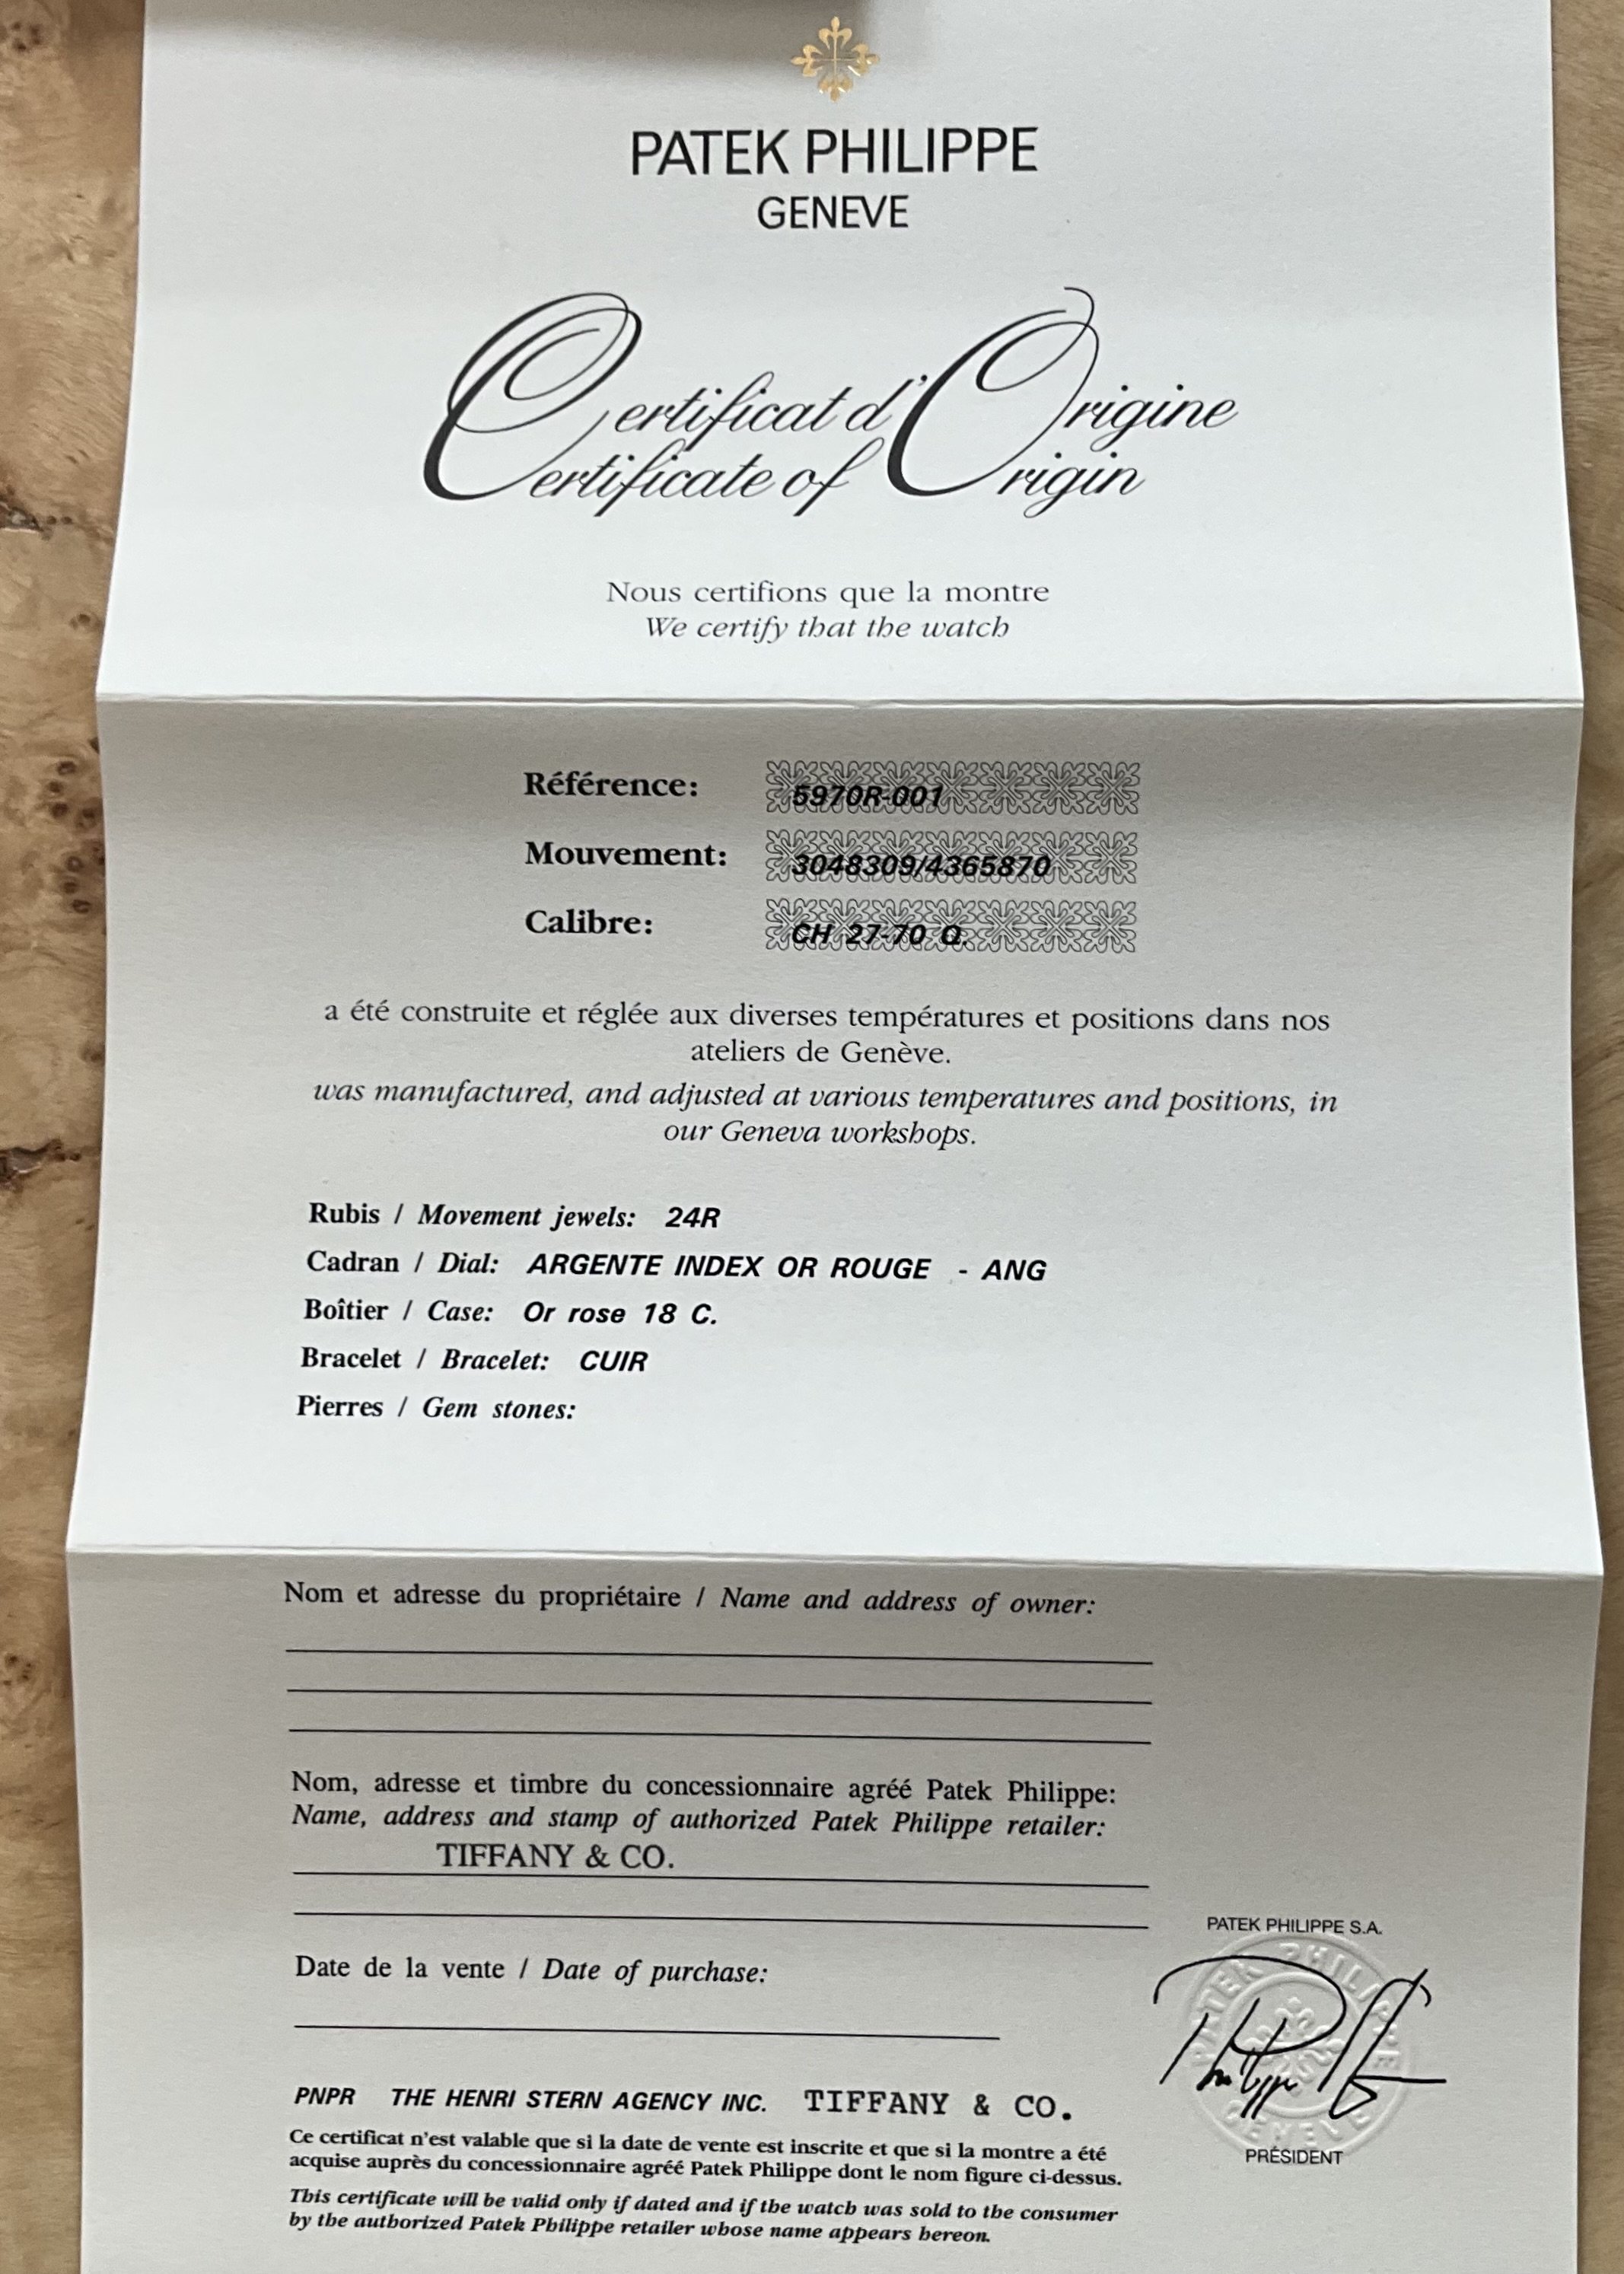 PATEK PHILIPPE
GENEVE
Certificat d'Origine
Certificate of Origin
Nous certifions que la montre
We certify that the watch
Référence: 5970R-001
Mouvement: 3048309/4365870
Calibre: CH 27-70 Q.
a été construite et réglée aux diverses températures et positions dans nos
ateliers de Genève.
was manufactured, and adjusted at various temperatures and positions, in
our Geneva workshops.
Rubis / Movement jewels: 24R
Cadran / Dial: ARGENTE INDEX OR ROUGE - ANG
Boîtier / Case: Or rose 18 C.
Bracelet / Bracelet: CUIR
Pierres / Gem stones:
Nom et adresse du propriétaire / Name and address of owner:
Nom, adresse et timbre du concessionnaire agréé Patek Philippe:
Name, address and stamp of authorized Patek Philippe retailer:
TIFFANY & CO.
Date de la vente / Date of purchase:
PATEK PHILIPPE S.A.
PATEK PHILIPPE
GENEVE
PRÉSIDENT
PNPR THE HENRI STERN AGENCY INC. TIFFANY & CO.
Ce certificat n'est valable que si la date de vente est inscrite et que si la montre a été
acquise auprès du concessionnaire agréé Patek Philippe dont le nom figure ci-dessus.
This certificate will be valid only if dated and if the watch was sold to the consumer
by the authorized Patek Philippe retailer whose name appears hereon.